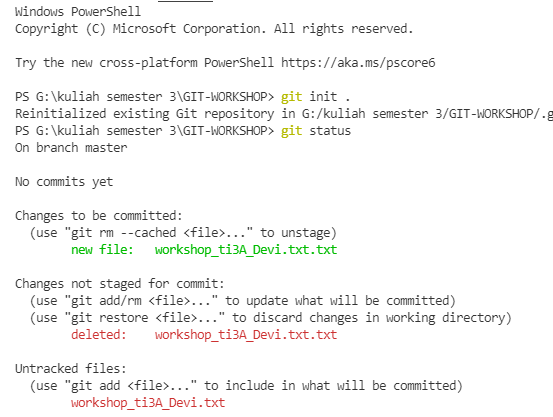 Windows PowerShell
Copyright (C) Microsoft Corporation. All rights reserved.
Try the new cross-platform PowerShell https://aka.ms/pscore6
PS G:\kuliah semester 3\GIT-WORKSHOP> git init .
Reinitialized existing Git repository in G:/kuliah semester 3/GIT-WORKSHOP/.g
PS G:\kuliah semester 3\GIT-WORKSHOP> git status
On branch master
No commits yet
Changes to be committed:
(use "git rm --cached <file>..." to unstage)
new file: workshop_ti3A_Devi.txt.txt
Changes not staged for commit:
(use "git add/rm <file>..." to update what will be committed)
(use "git restore <file>..." to discard changes in working directory)
deleted: workshop_ti3A_Devi.txt.txt
Untracked files:
(use "git add <file>..." to include in what will be committed)
workshop_ti3A_Devi.txt